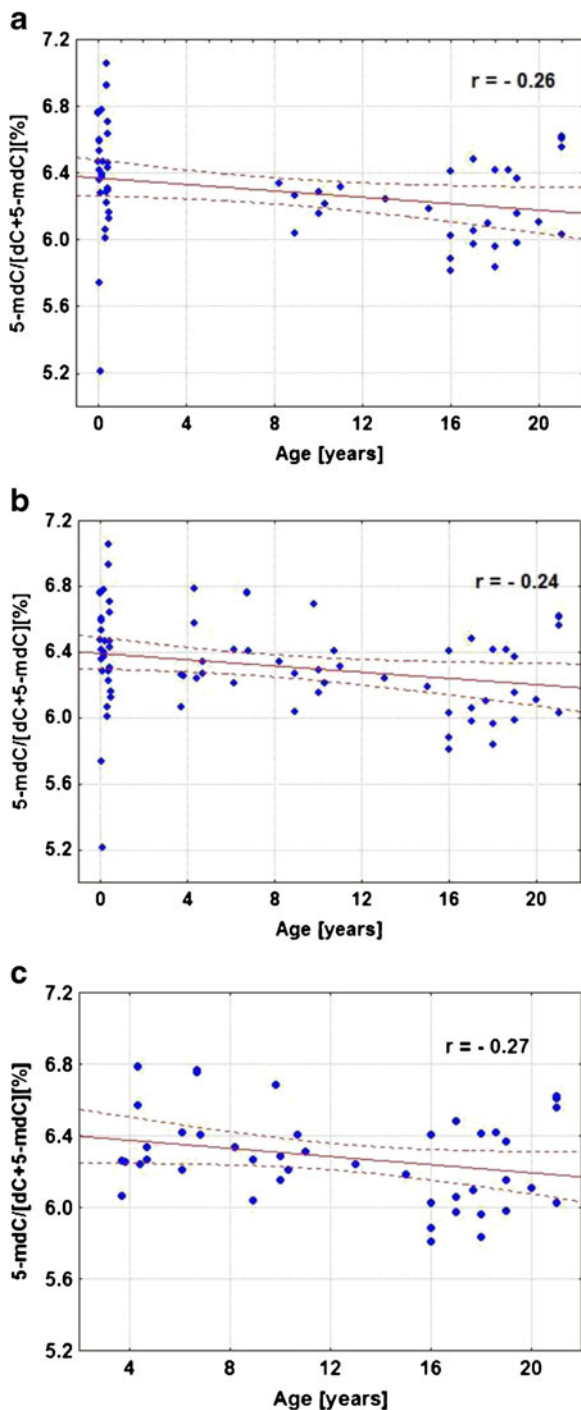 a
7.2
r = - 0.26
6.8
6.4
6.0
5.6
5.2
5-mdC/[dC+5-mdC][%]
0 4 8 12 16 20
Age [years]
b
7.2
r = - 0.24
6.8
6.4
6.0
5.6
5.2
5-mdC/[dC+5-mdC][%]
0 4 8 12 16 20
Age [years]
c
7.2
r = - 0.27
6.8
6.4
6.0
5.6
5.2
5-mdC/[dC+5-mdC][%]
4 8 12 16 20
Age [years]